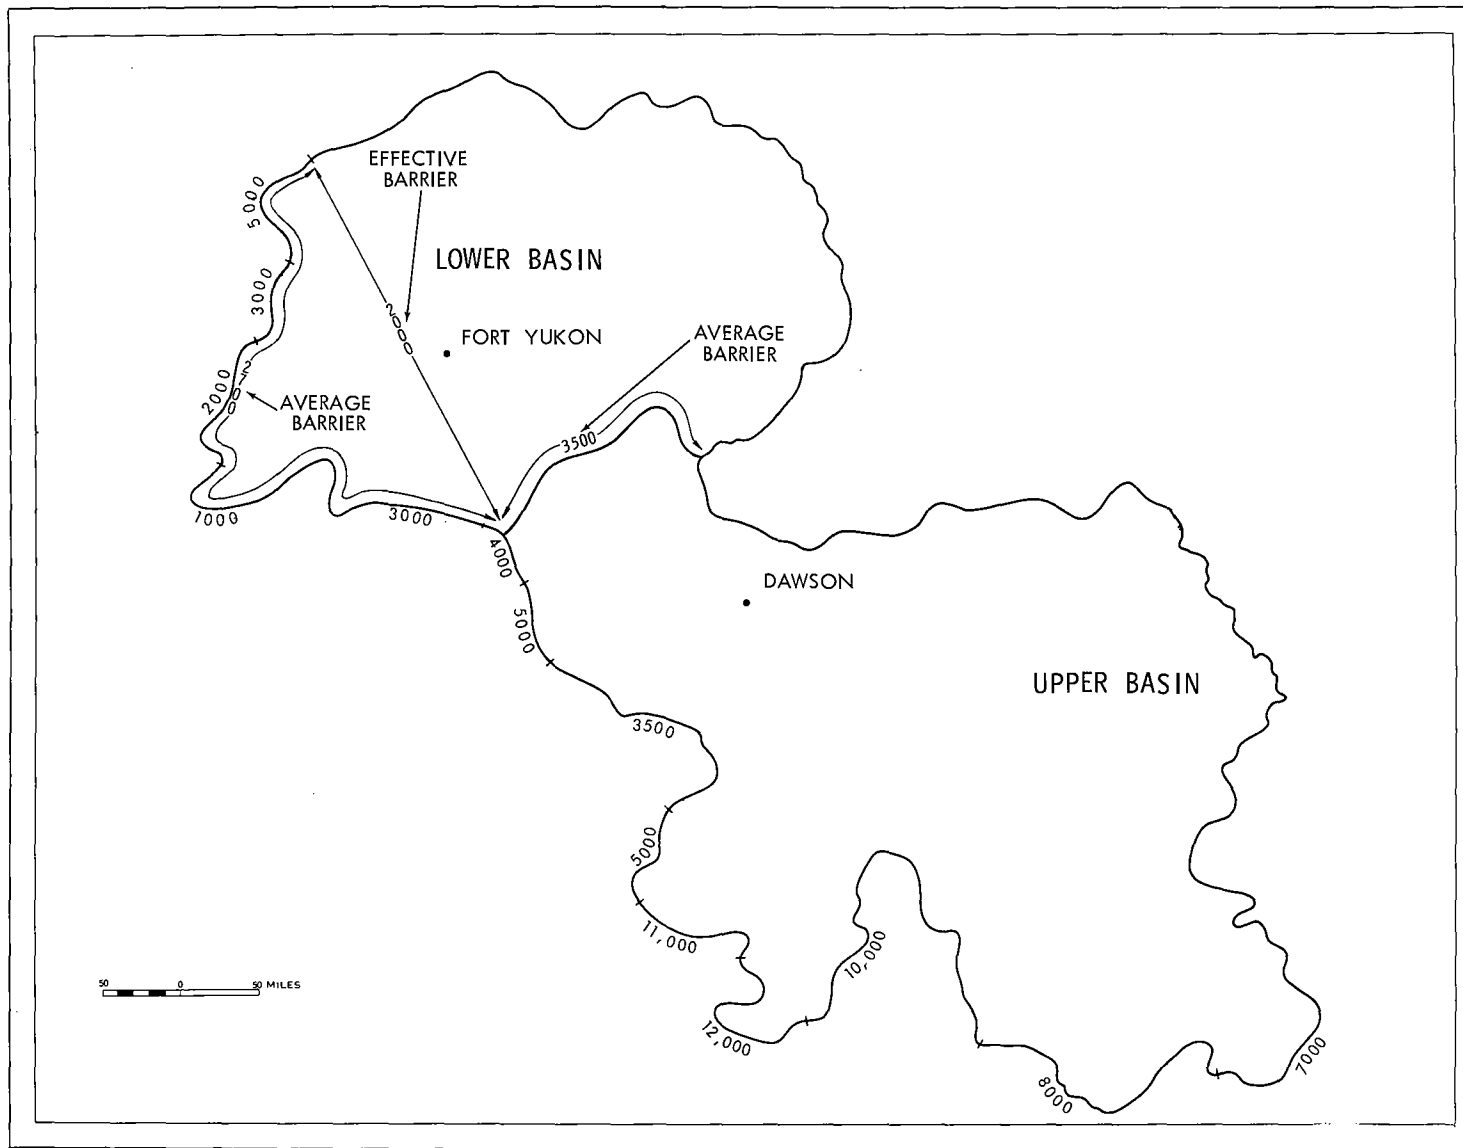 EFFECTIVE
BARRIER
5000
LOWER BASIN
3000
2000
FORT YUKON
AVERAGE
BARRIER
2000
2700
AVERAGE
BARRIER
3500
1000
3000
4000
DAWSON
5000
UPPER BASIN
3500
5000
11,000
10,000
50 0 50 MILES
12,000
7000
8000